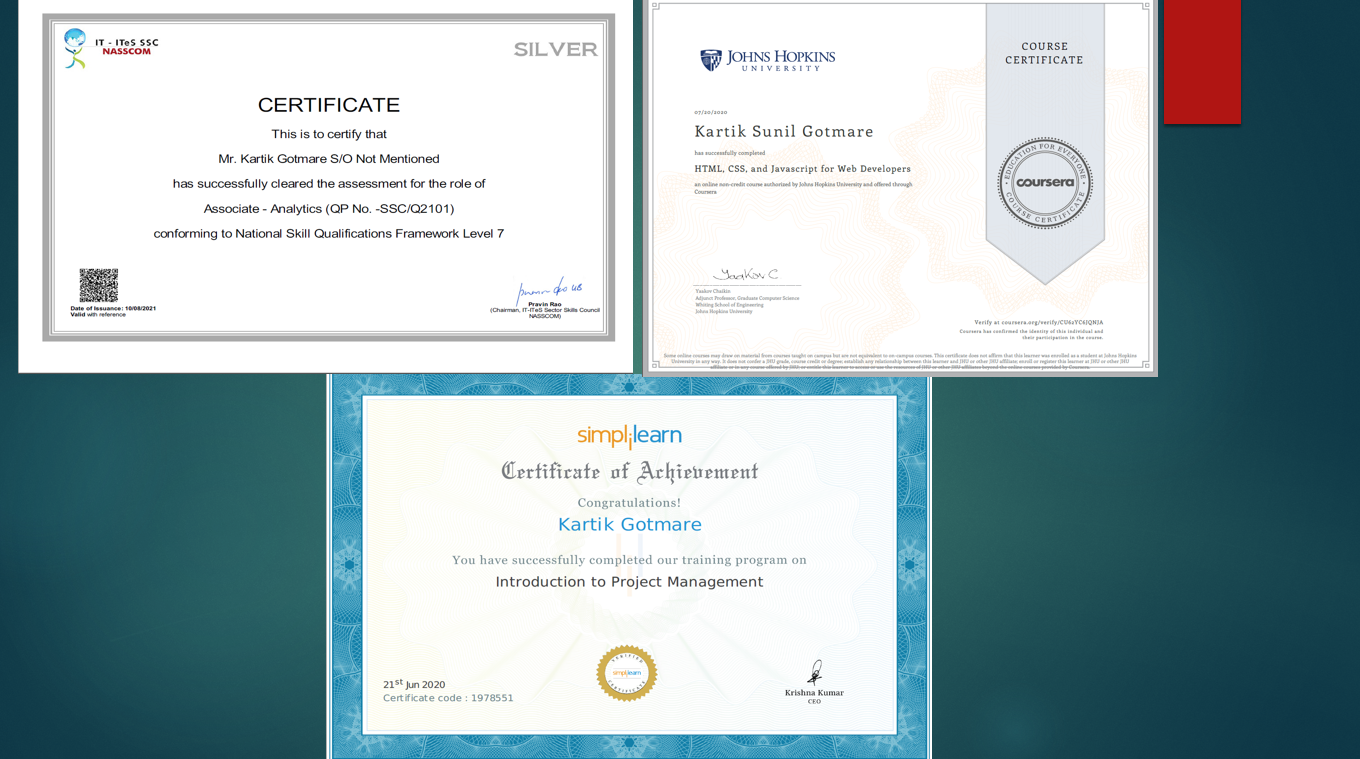 IT - ITeS SSC
NASSCOM
SILVER
CERTIFICATE
This is to certify that
Mr. Kartik Gotmare S/O Not Mentioned
has successfully cleared the assessment for the role of
Associate - Analytics (QP No. -SSC/Q2101)
conforming to National Skill Qualifications Framework Level 7
Date of Issuance: 10/08/2021
Valid with reference
Pravin Rao
(Chairman, IT-ITeS Sector Skills Council
NASSCOM)
JOHNS HOPKINS
UNIVERSITY
07/20/2020
Kartik Sunil Gotmare
has successfully completed
HTML, CSS, and Javascript for Web Developers
an online non-credit course authorized by Johns Hopkins University and offered through
Coursera
Yaakov Chaikin
Adjunct Professor, Graduate Computer Science
Whiting School of Engineering
Johns Hopkins University
COURSE
CERTIFICATE
EDUCATION FOR EVERYONE
coursera
COURSE CERTIFICATE
Verify at coursera.org/verify/
Coursera has confirmed the identity of this individual and
their participation in the course.
Some online courses may draw on material from courses taught on campus but are not equivalent to on-campus courses. This certificate does not affirm that this learner was enrolled as a student at Johns Hopkins
University in any way. It does not confer a JHU grade, course credit or degree; establish any relationship between this learner and JHU or other JHU affiliate; enroll or register this learner at JHU or other JHU
affiliate or in any course offered by JHU; or entitle this learner to access or use the resources of JHU or other JHU affiliates beyond the online courses provided by Coursera.
simplilearn
Certificate of Achievement
Congratulations!
Kartik Gotmare
You have successfully completed our training program on
Introduction to Project Management
VERIFIED
simplilearn
CERTIFICATE
21st Jun 2020
Certificate code : 1978551
Krishna Kumar
CEO